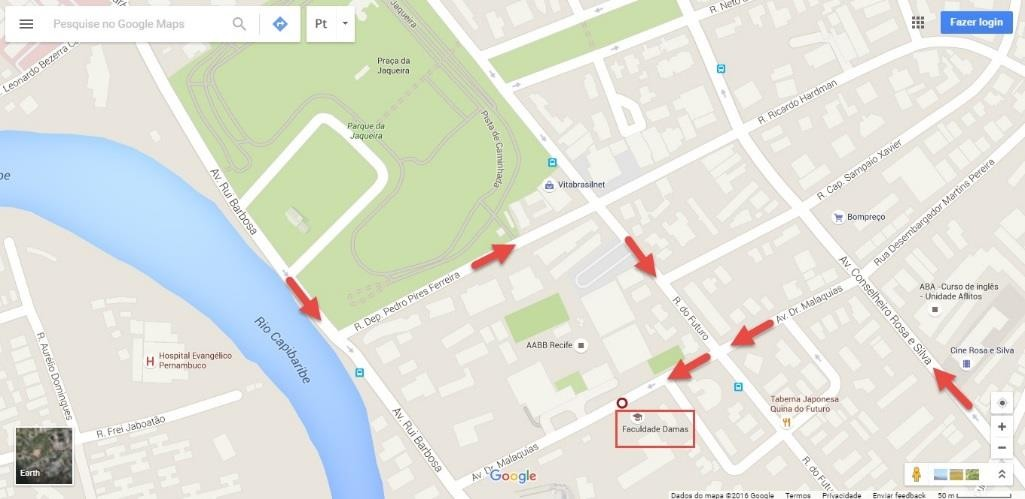 Pesquise no Google Maps
Pt
Fazer login
R. Neto
Leonardo Bezerra
Praça da
Jaqueira
Parque da
Jaqueira
Pista de Caminhada
R. Ricardo Hardman
R. Cap. Sampaio Xavier
Vitabrasilnet
Bompreço
Rua Desembargador Martins Pereira
Av. Rui Barbosa
R. Dep. Pedro Pires Ferreira
Av. Conselheiro Rosa e Silva
ABA -Curso de inglês
- Unidade Aflitos
R. do Futuro
Av. Dr. Malaquias
Rio Capibaribe
AABB Recife
Hospital Evangélico
Pernambuco
R. Aurélio Domingues
Cine Rosa e Silva
Taberna Japonesa
Quina do Futuro
Av. Rui Barbosa
R. Frei Jaboatão
Faculdade Damas
Av. Dr. Malaquias
R. do Futuro
Earth
Google
Dados do mapa ©2016 Google
Termos
Privacidade
Enviar feedback
50 m